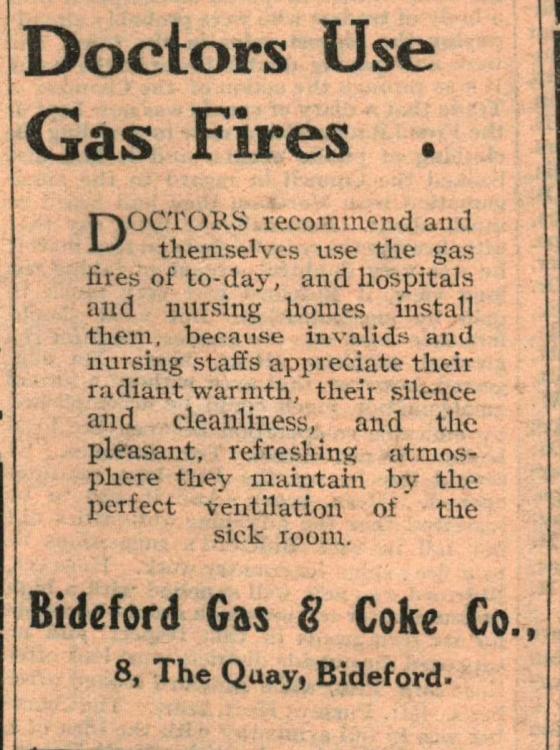 Doctors Use
Gas Fires .
DOCTORS recommend and
themselves use the gas
fires of to-day, and hospitals
and nursing homes install
them, because invalids and
nursing staffs appreciate their
radiant warmth, their silence
and cleanliness, and the
pleasant, refreshing atmos-
phere they maintain by the
perfect ventilation of the
sick room.
Bideford Gas & Coke Co.,
8, The Quay, Bideford.